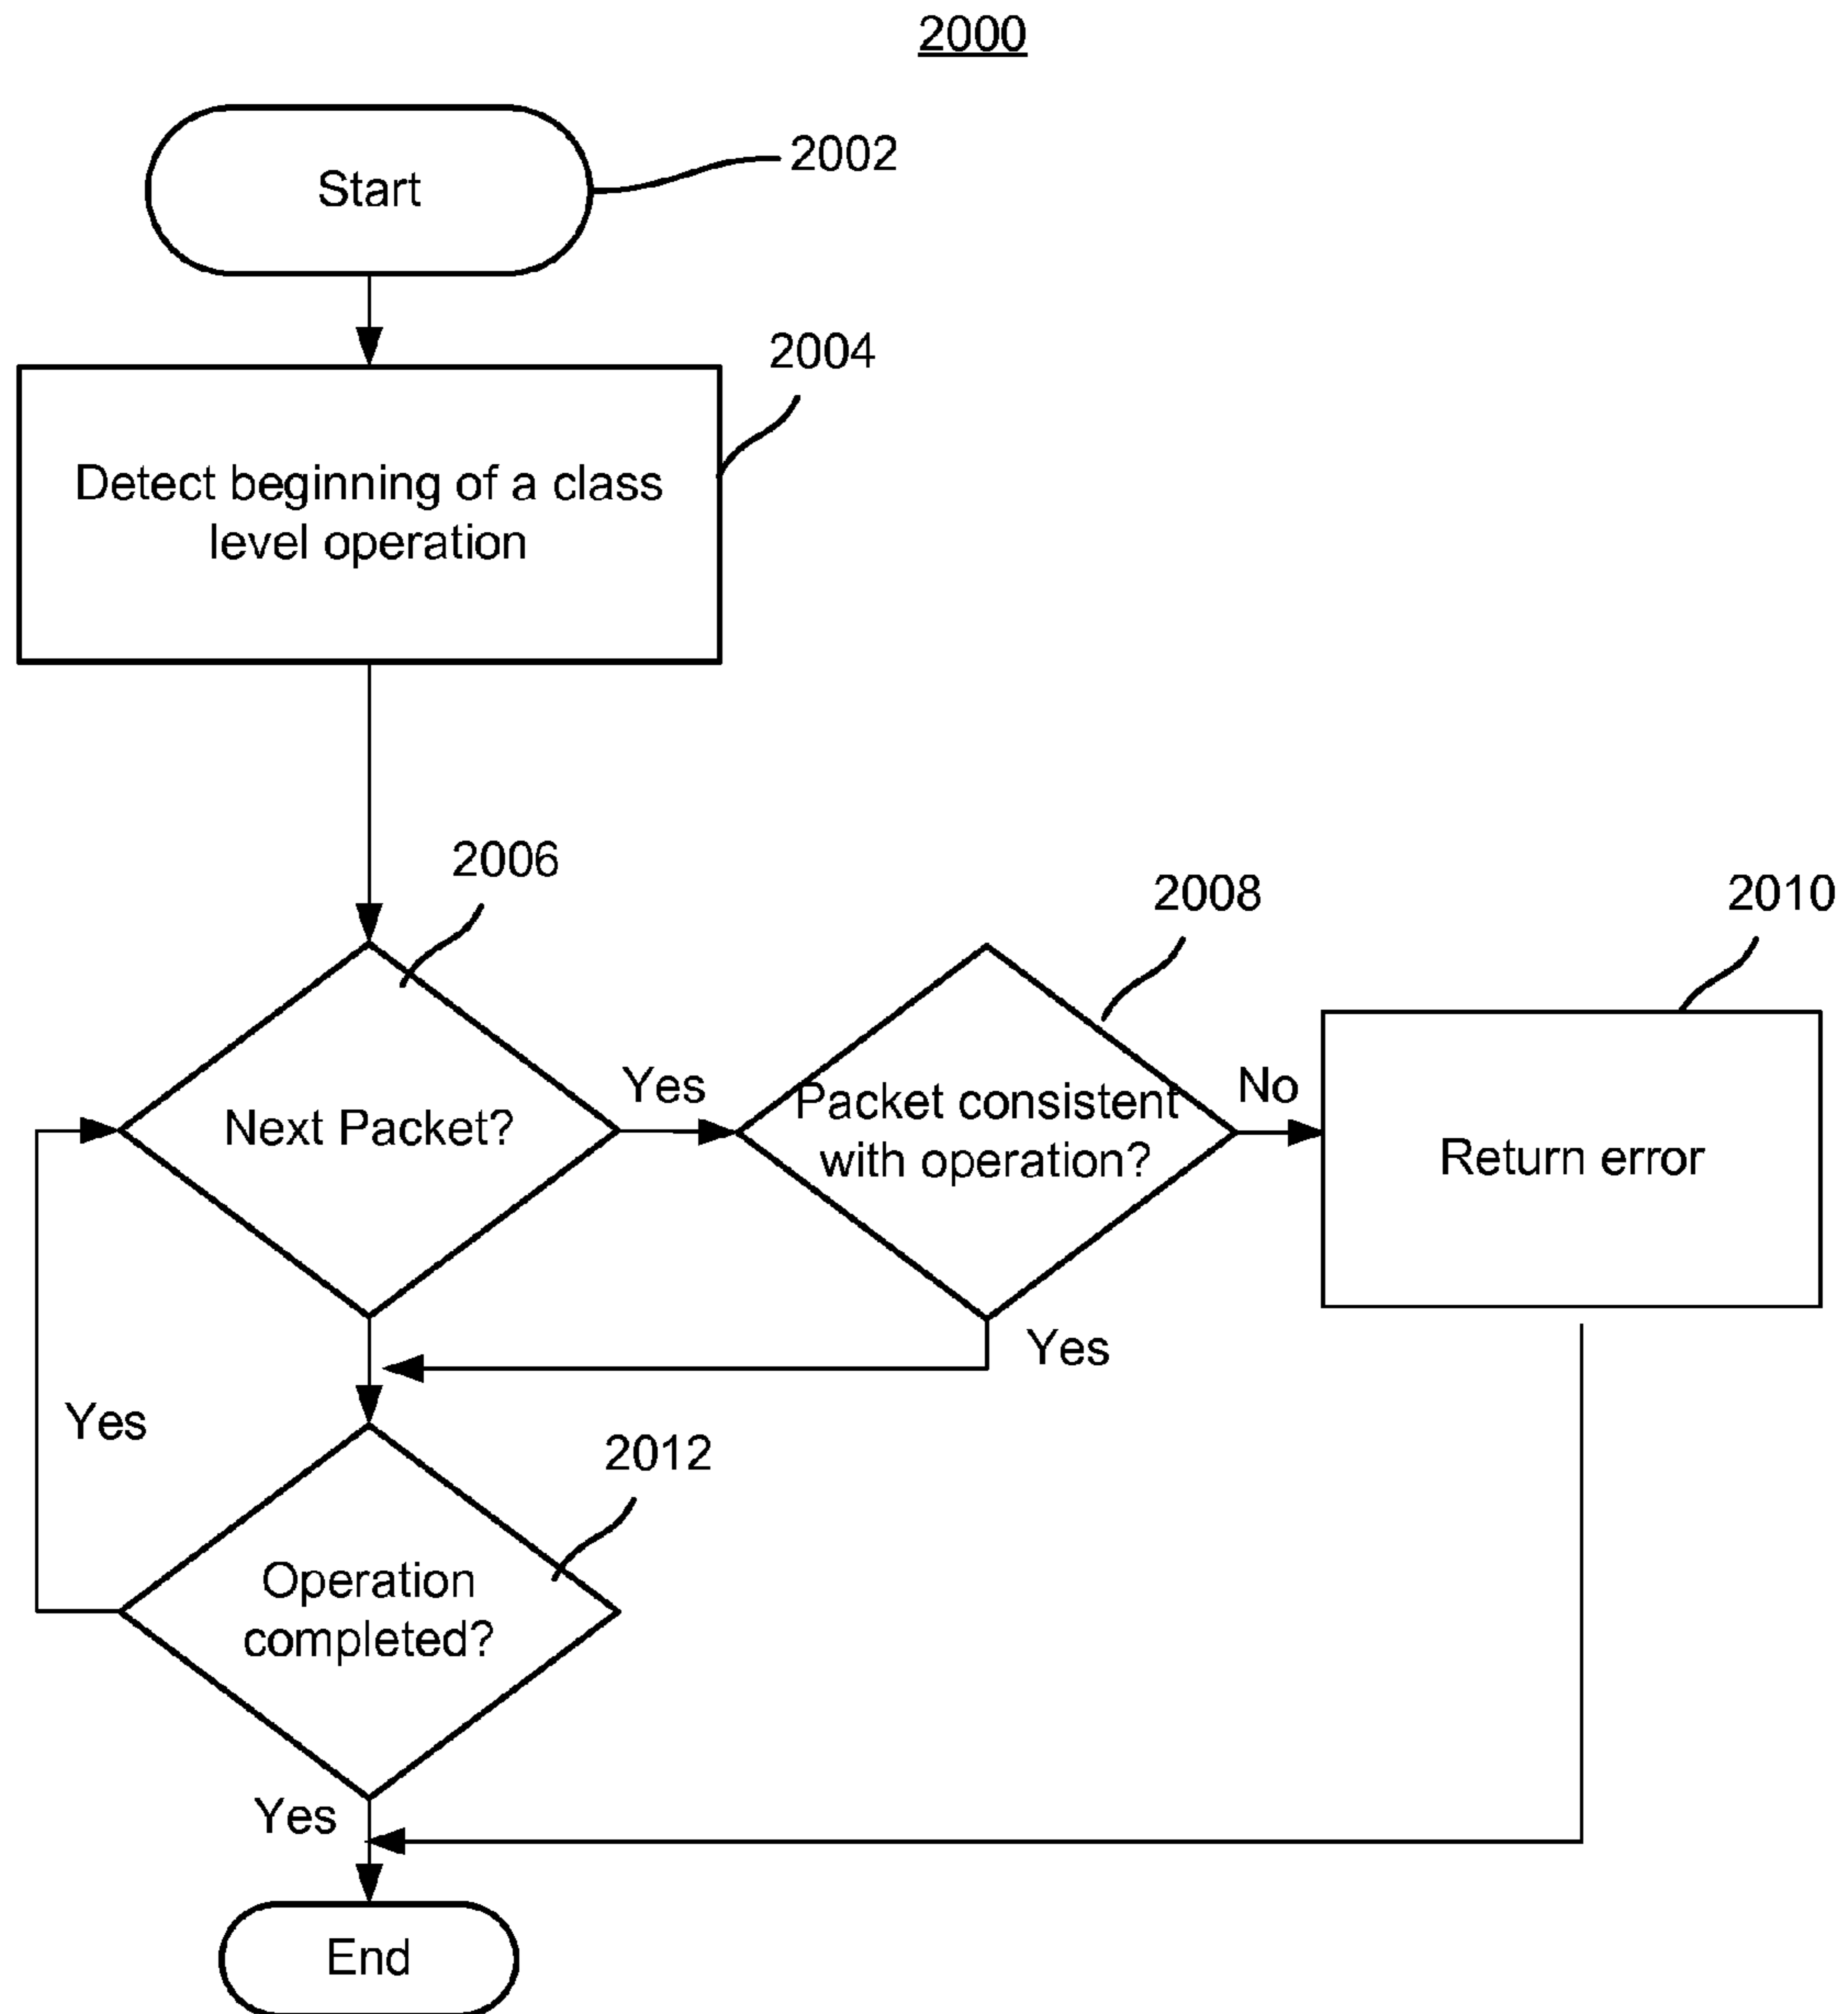 2000
2002
Start
2004
Detect beginning of a class
level operation
2006
2008
2010
Yes
No
Next Packet?
Packet consistent
with operation?
Return error
Yes
Yes
2012
Operation
completed?
Yes
End